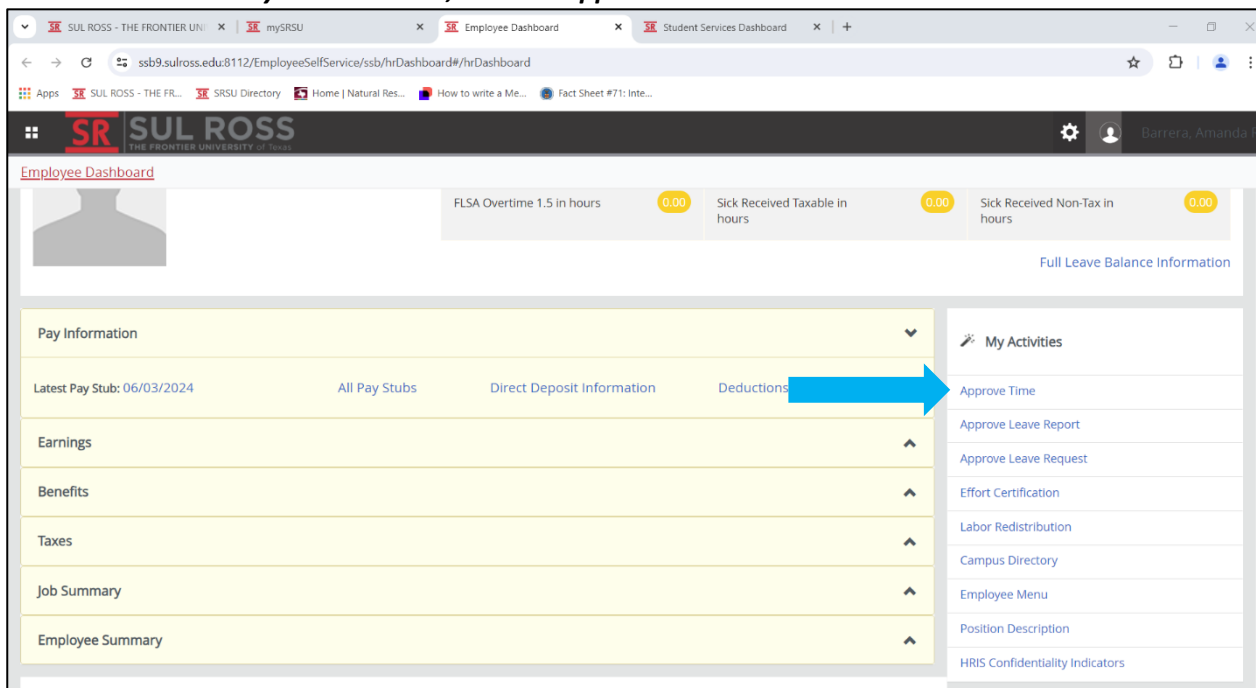 SR SUL ROSS - THE FRONTIER UNI
SR mySRSU
SR Employee Dashboard
SR Student Services Dashboard
ssb9.sulross.edu:8112/EmployeeSelfService/ssb/hrDashboard#/hrDashboard
Apps SR SUL ROSS - THE FR... SR SRSU Directory Home | Natural Res... How to write a Me... Fact Sheet #71: Inte...
SR SUL ROSS
THE FRONTIER UNIVERSITY of Texas
Barrera, Amanda
Employee Dashboard
FLSA Overtime 1.5 in hours 0.00
Sick Received Taxable in
hours
0.00
Sick Received Non-Tax in
hours
0.00
Full Leave Balance Information
Pay Information
Latest Pay Stub: 06/03/2024 All Pay Stubs Direct Deposit Information Deductions
Earnings
Benefits
Taxes
Job Summary
Employee Summary
My Activities
Approve Time
Approve Leave Report
Approve Leave Request
Effort Certification
Labor Redistribution
Campus Directory
Employee Menu
Position Description
HRIS Confidentiality Indicators